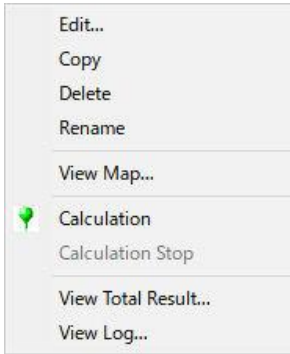 Edit...
Copy
Delete
Rename
View Map...
Calculation
Calculation Stop
View Total Result...
View Log...